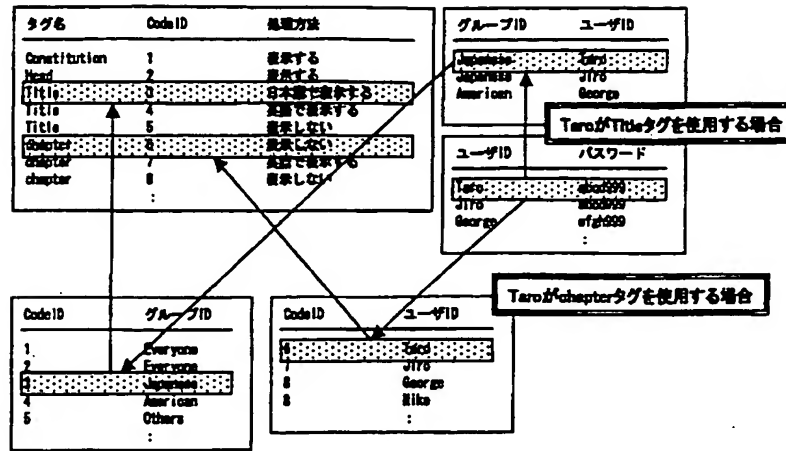 タグ名 CodeID 処理方法
Constitution 1 表示する
Head 2 表示する
Title 3 日本語で表示する
Title 4 英語で表示する
Title 5 表示しない
chapter 6 表示しない
chapter 7 英語で表示する
chapter 8 表示しない
:
グループID ユーザID
Japanese Taro
Japanese Jiro
American George
TaroがTitleタグを使用する場合
ユーザID パスワード
Taro abcd999
Jiro abcd999
George efgh999
:
TaroがchapterタグをE使用する場合
CodeID グループID
1 Everyone
2 Everyone
3 Japanese
4 American
5 Others
:
CodeID ユーザID
6 Taro
7 Jiro
8 George
8 Mike
: